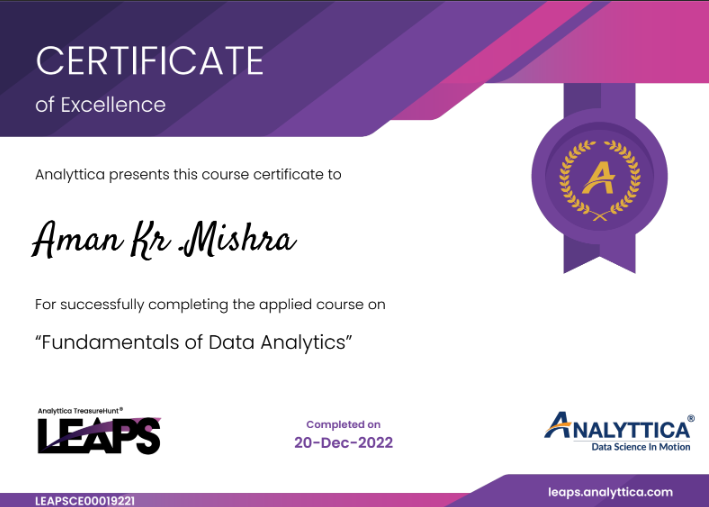 CERTIFICATE
of Excellence
Analyttica presents this course certificate to
Aman Kr .Mishra
For successfully completing the applied course on
“Fundamentals of Data Analytics”
Analyttica TreasureHunt®
LEAPS
Completed on
20-Dec-2022
ANALYTTICA®
Data Science In Motion
LEAPSCE00019221
leaps.analyttica.com